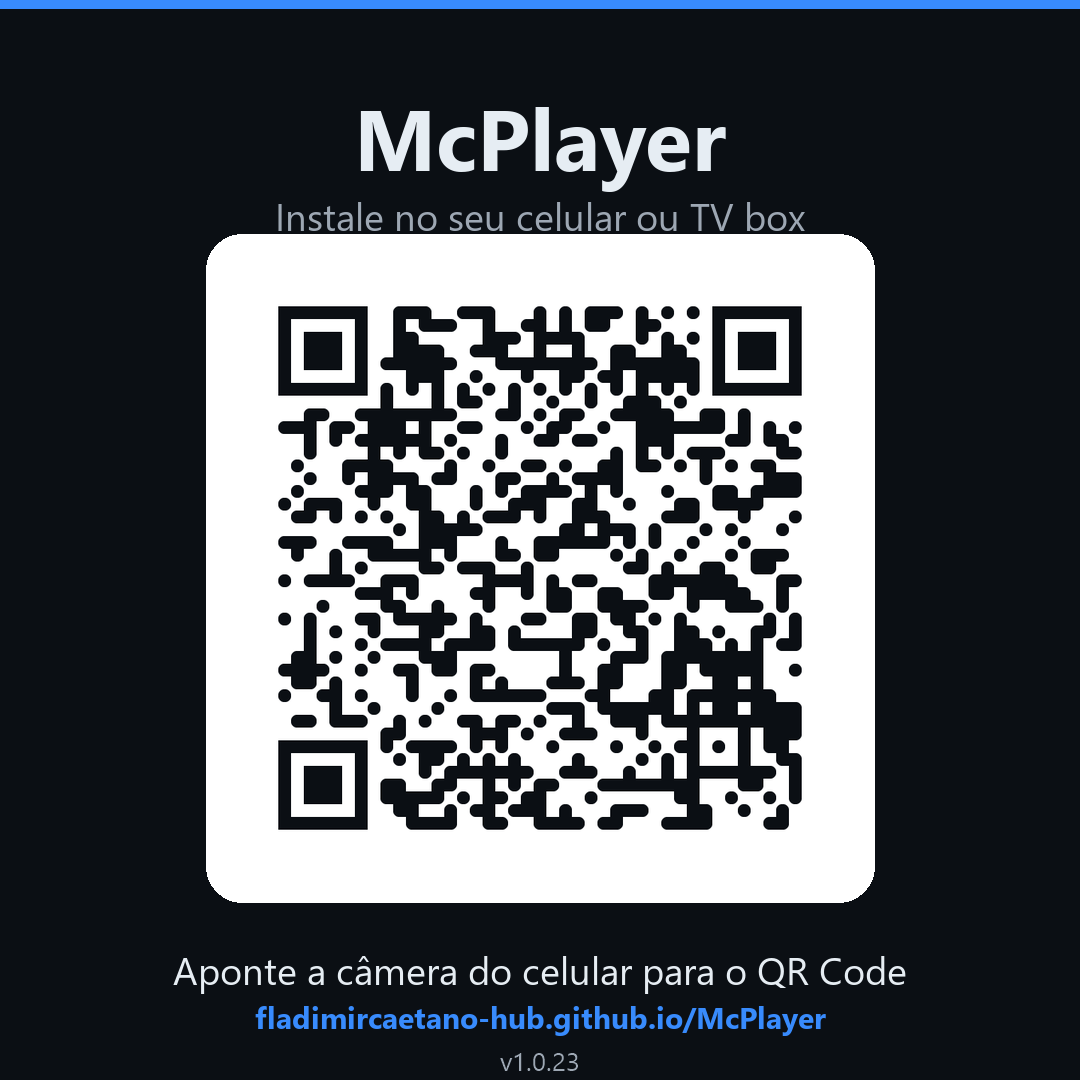 McPlayer
Instale no seu celular ou TV box
Aponte a câmera do celular para o QR Code
fladimircaetano-hub.github.io/McPlayer
v1.0.23